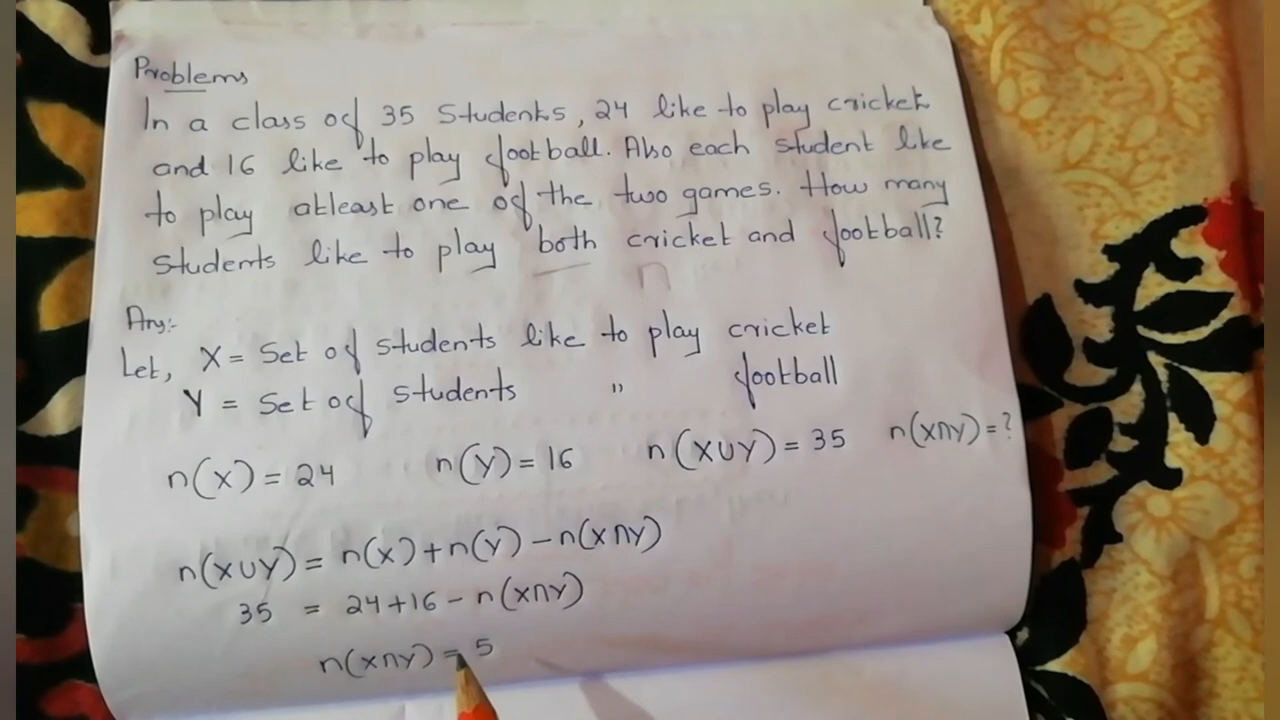 Problems
In a class of 35 students, 24 like to play cricket
and 16 like to play football. Also each student like
to play atleast one of the two games. How many
students like to play both cricket and football?
n
Ans:-
Let, X = Set of students like to play cricket
Y = Set of students " football
n(X) = 24 n(Y) = 16 n(X∪Y) = 35 n(X∩Y) = ?
n(X∪Y) = n(X) + n(Y) - n(X∩Y)
35 = 24+16 - n(X∩Y)
n(X∩Y) = 5